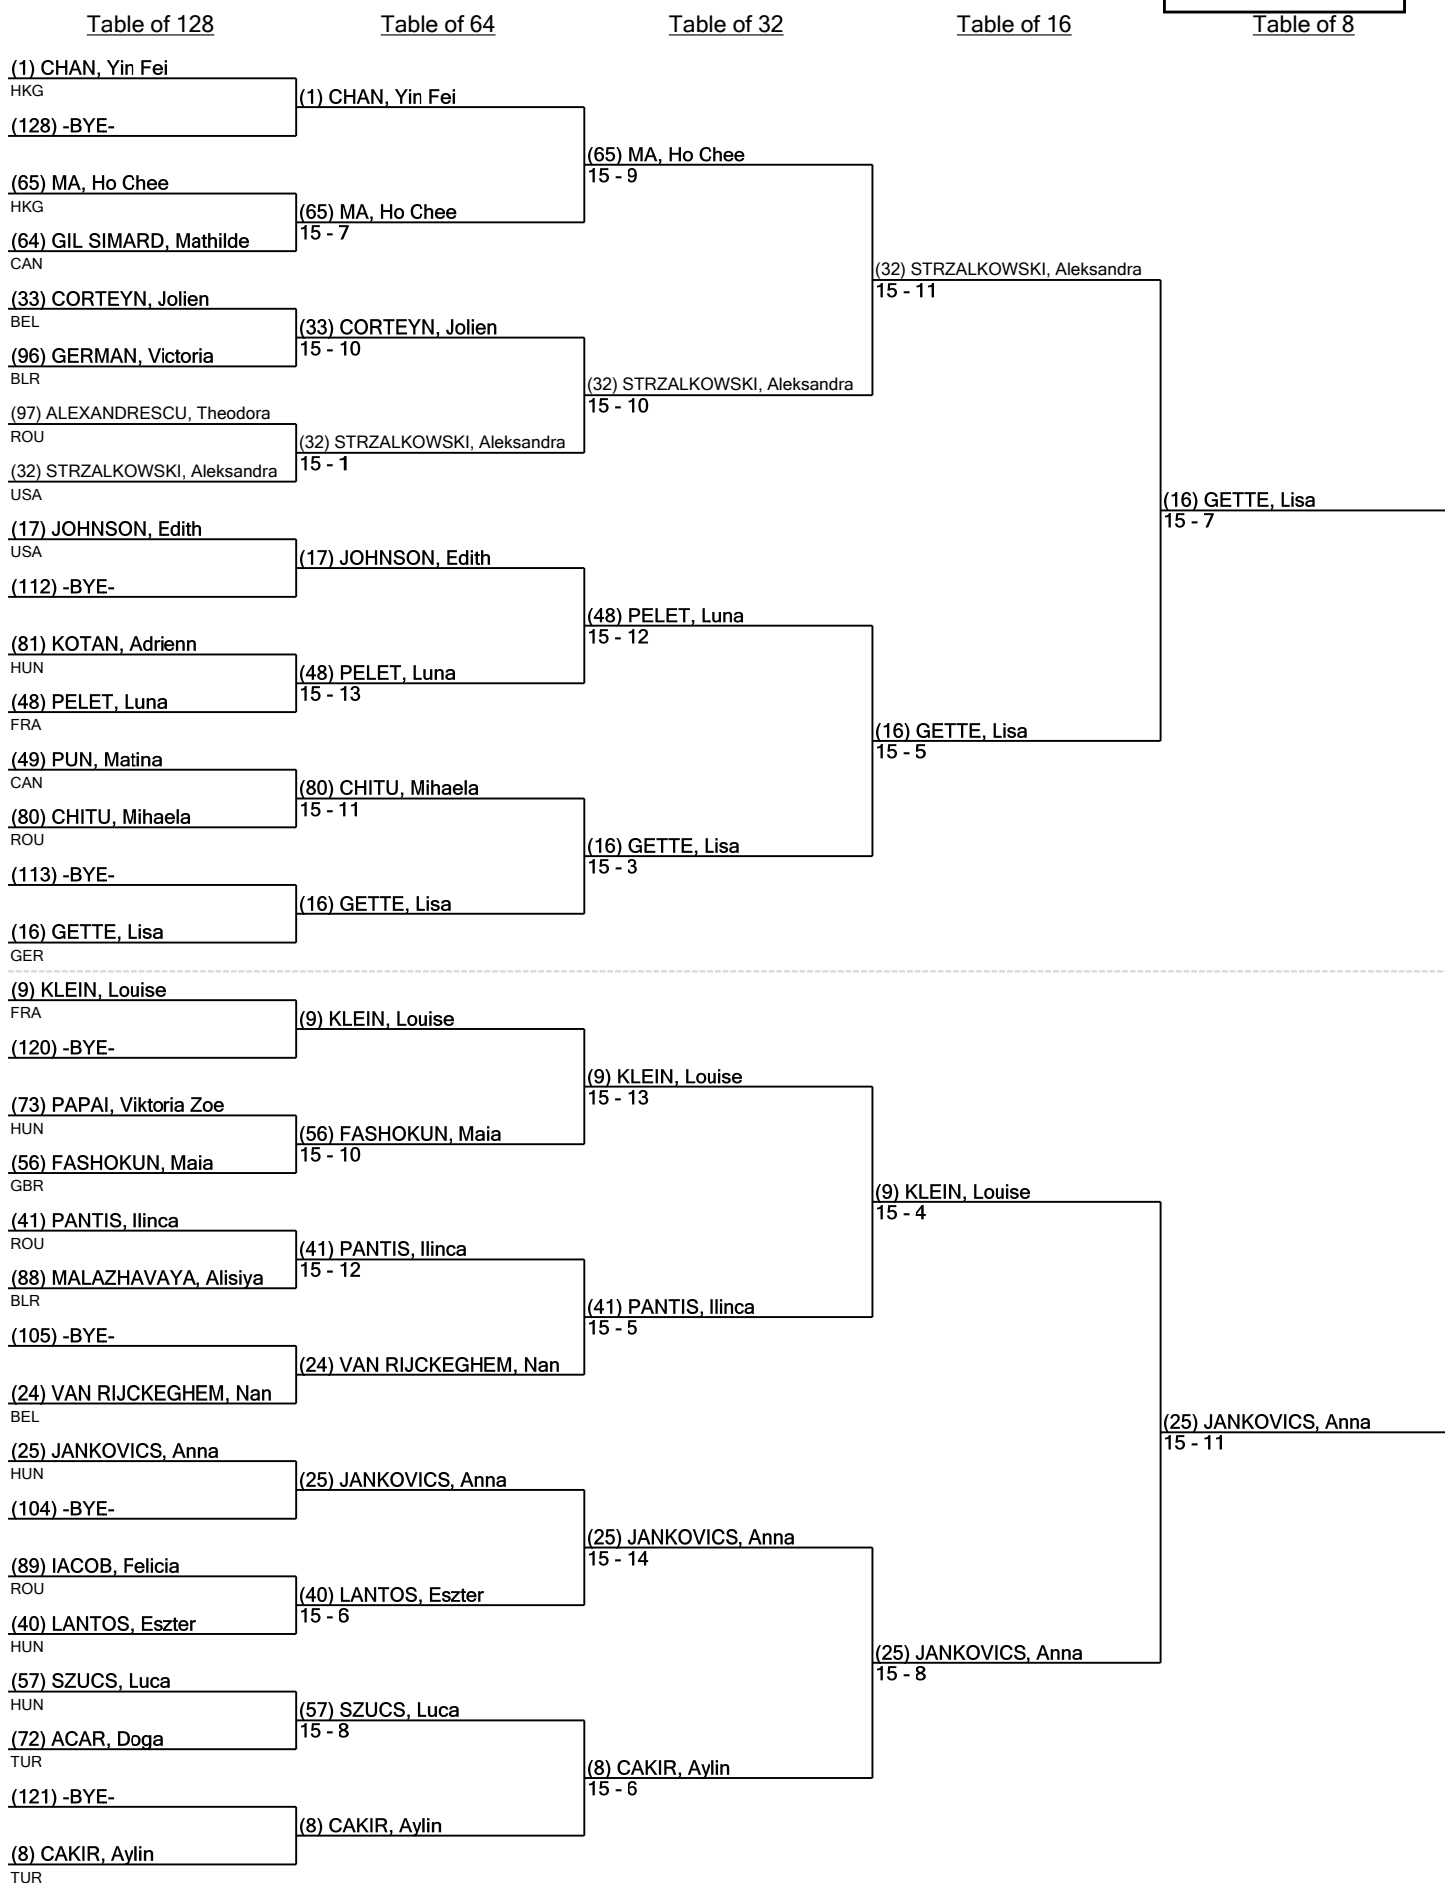 Table of 128 Table of 64 Table of 32 Table of 16 Table of 8
(1) CHAN, Yin Fei
HKG
(1) CHAN, Yin Fei
(128) -BYE-
(65) MA, Ho Chee
15 - 9
(65) MA, Ho Chee
HKG
(65) MA, Ho Chee
15 - 7
(64) GIL SIMARD, Mathilde
CAN
(32) STRZALKOWSKI, Aleksandra
15 - 11
(33) CORTEYN, Jolien
BEL
(33) CORTEYN, Jolien
15 - 10
(96) GERMAN, Victoria
BLR
(32) STRZALKOWSKI, Aleksandra
15 - 10
(97) ALEXANDRESCU, Theodora
ROU
(32) STRZALKOWSKI, Aleksandra
15 - 1
(32) STRZALKOWSKI, Aleksandra
USA
(16) GETTE, Lisa
15 - 7
(17) JOHNSON, Edith
USA
(17) JOHNSON, Edith
(112) -BYE-
(48) PELET, Luna
15 - 12
(81) KOTAN, Adrienn
HUN
(48) PELET, Luna
15 - 13
(48) PELET, Luna
FRA
(16) GETTE, Lisa
15 - 5
(49) PUN, Matina
CAN
(80) CHITU, Mihaela
15 - 11
(80) CHITU, Mihaela
ROU
(16) GETTE, Lisa
15 - 3
(113) -BYE-
(16) GETTE, Lisa
(16) GETTE, Lisa
GER
(9) KLEIN, Louise
FRA
(9) KLEIN, Louise
(120) -BYE-
(9) KLEIN, Louise
15 - 13
(73) PAPAI, Viktoria Zoe
HUN
(56) FASHOKUN, Maia
15 - 10
(56) FASHOKUN, Maia
GBR
(9) KLEIN, Louise
15 - 4
(41) PANTIS, Ilinca
ROU
(41) PANTIS, Ilinca
15 - 12
(88) MALAZHAVAYA, Alisiya
BLR
(41) PANTIS, Ilinca
15 - 5
(105) -BYE-
(24) VAN RIJCKEGHEM, Nan
(24) VAN RIJCKEGHEM, Nan
BEL
(25) JANKOVICS, Anna
15 - 11
(25) JANKOVICS, Anna
HUN
(25) JANKOVICS, Anna
(104) -BYE-
(25) JANKOVICS, Anna
15 - 14
(89) IACOB, Felicia
ROU
(40) LANTOS, Eszter
15 - 6
(40) LANTOS, Eszter
HUN
(25) JANKOVICS, Anna
15 - 8
(57) SZUCS, Luca
HUN
(57) SZUCS, Luca
15 - 8
(72) ACAR, Doga
TUR
(8) CAKIR, Aylin
15 - 6
(121) -BYE-
(8) CAKIR, Aylin
(8) CAKIR, Aylin
TUR